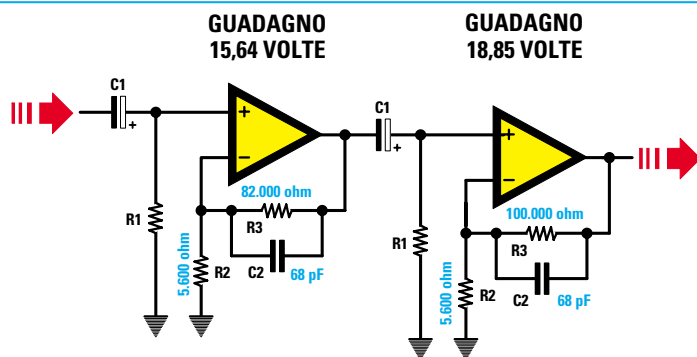 GUADAGNO
15,64 VOLTE
GUADAGNO
18,85 VOLTE
C1
+
+
−
R1
82.000 ohm
R3
5.600 ohm
R2
C2
68 pF
C1
+
+
−
R1
100.000 ohm
R3
5.600 ohm
R2
C2
68 pF